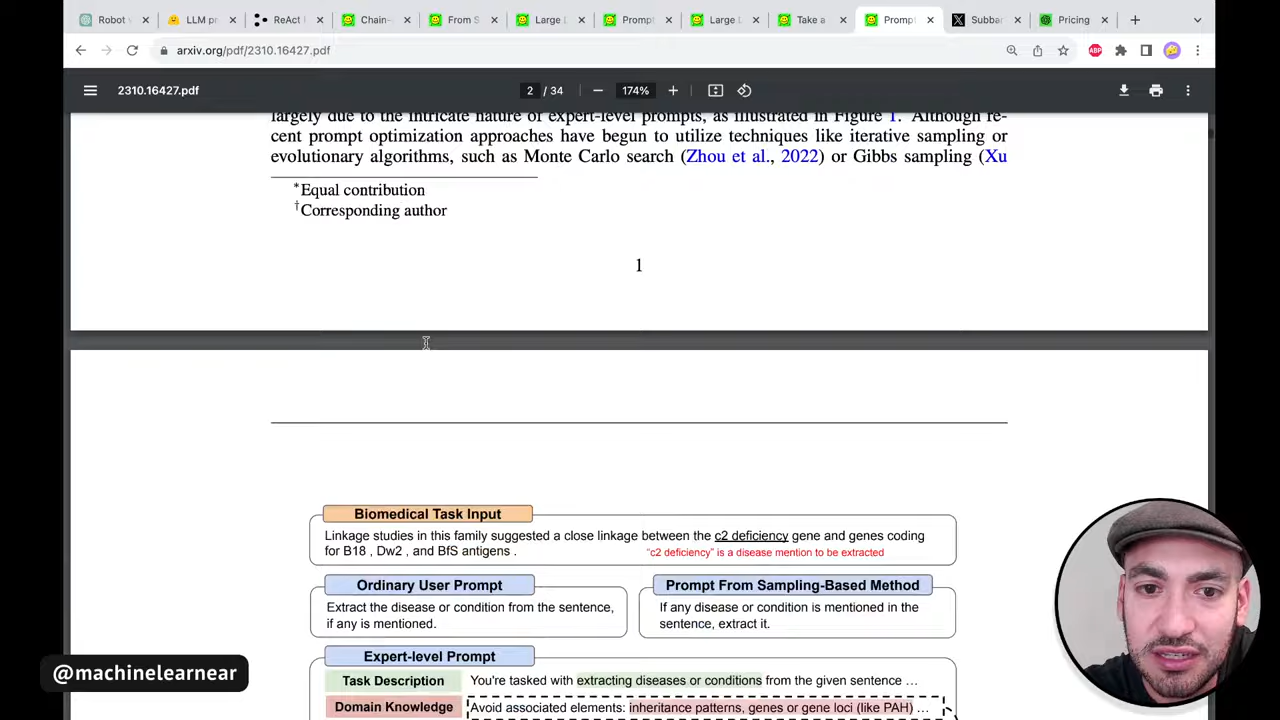 Robot
LLM pr
ReAct
Chain-
From S
Large L
Prompt
Large L
Take a
Prompt
Subba
Pricing
arxiv.org/pdf/2310.16427.pdf
ABP
2310.16427.pdf
2 / 34
174%
largely due to the intricate nature of expert-level prompts, as illustrated in Figure 1. Although re-
cent prompt optimization approaches have begun to utilize techniques like iterative sampling or
evolutionary algorithms, such as Monte Carlo search (Zhou et al., 2022) or Gibbs sampling (Xu
*Equal contribution
†Corresponding author
1
Biomedical Task Input
Linkage studies in this family suggested a close linkage between the c2 deficiency gene and genes coding
for B18 , Dw2 , and BfS antigens .
"c2 deficiency" is a disease mention to be extracted
Ordinary User Prompt
Extract the disease or condition from the sentence,
if any is mentioned.
Prompt From Sampling-Based Method
If any disease or condition is mentioned in the
sentence, extract it.
Expert-level Prompt
Task Description
You're tasked with extracting diseases or conditions from the given sentence ...
Domain Knowledge
Avoid associated elements: inheritance patterns, genes or gene loci (like PAH) ...
@machinelearnear